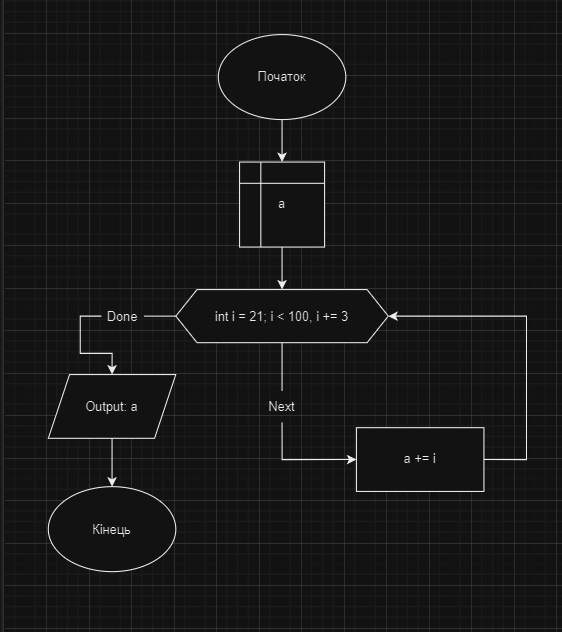 Початок
a
int i = 21; i < 100, i += 3
Done
Output: a
Next
a += i
Кінець